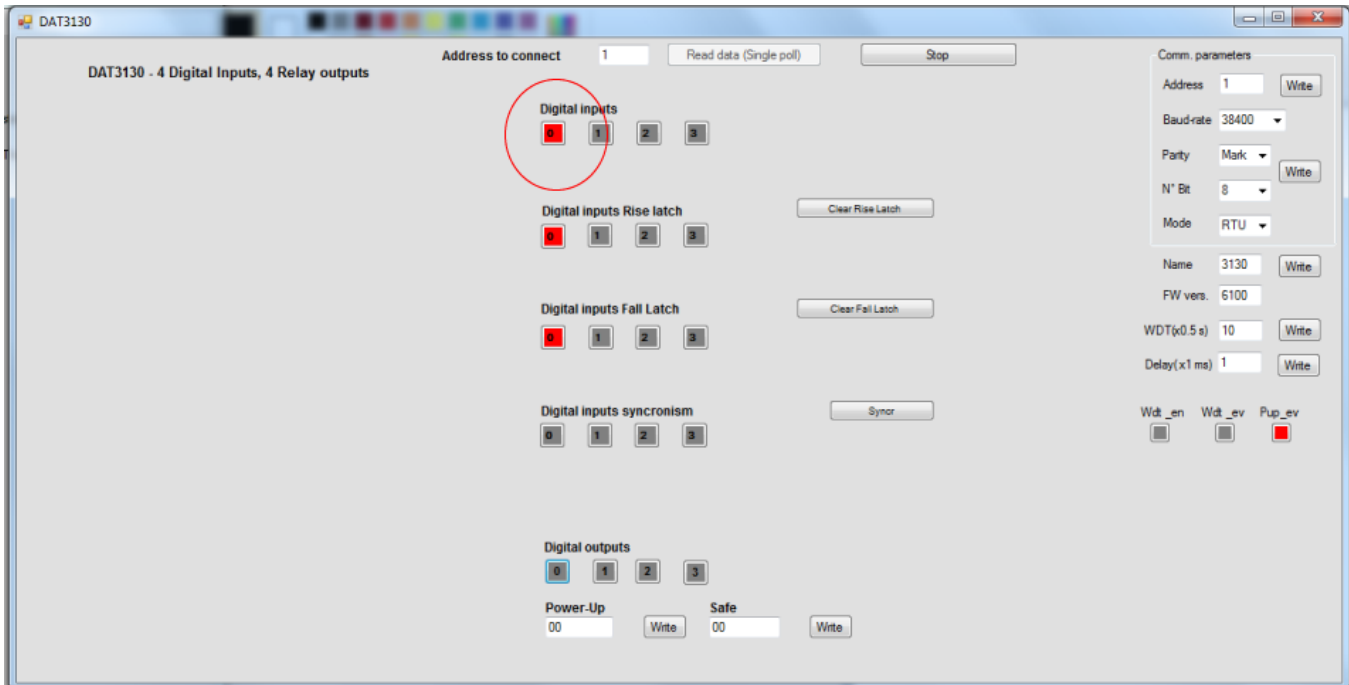 DAT3130
DAT3130 - 4 Digital Inputs, 4 Relay outputs
Address to connect 1 Read data (Single poll) Stop
Digital inputs
0 1 2 3
Digital inputs Rise latch Clear Rise Latch
0 1 2 3
Digital inputs Fall Latch Clear Fall Latch
0 1 2 3
Digital inputs syncronism Syncr
0 1 2 3
Digital outputs
0 1 2 3
Power-Up Safe
00 Write 00 Write
Comm. parameters
Address 1 Write
Baud-rate 38400
Parity Mark
Write
N° Bit 8
Mode RTU
Name 3130 Write
FW vers. 6100
WDT(x0.5 s) 10 Write
Delay(x1 ms) 1 Write
Wdt _en Wdt _ev Pup_ev